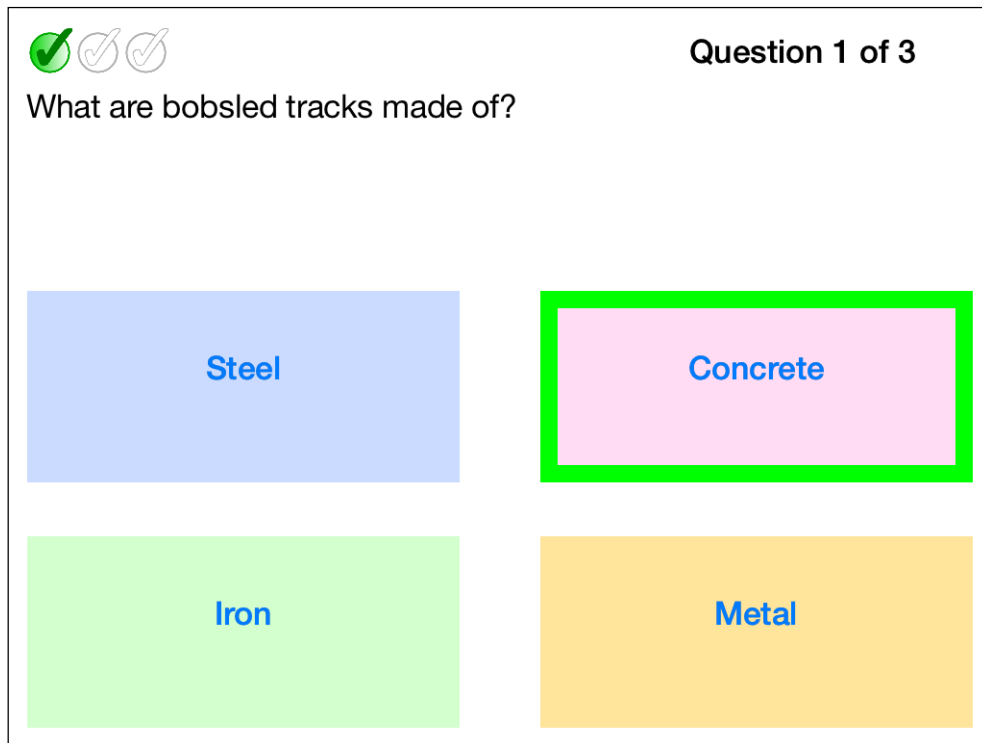 Question 1 of 3
What are bobsled tracks made of?
Steel
Concrete
Iron
Metal